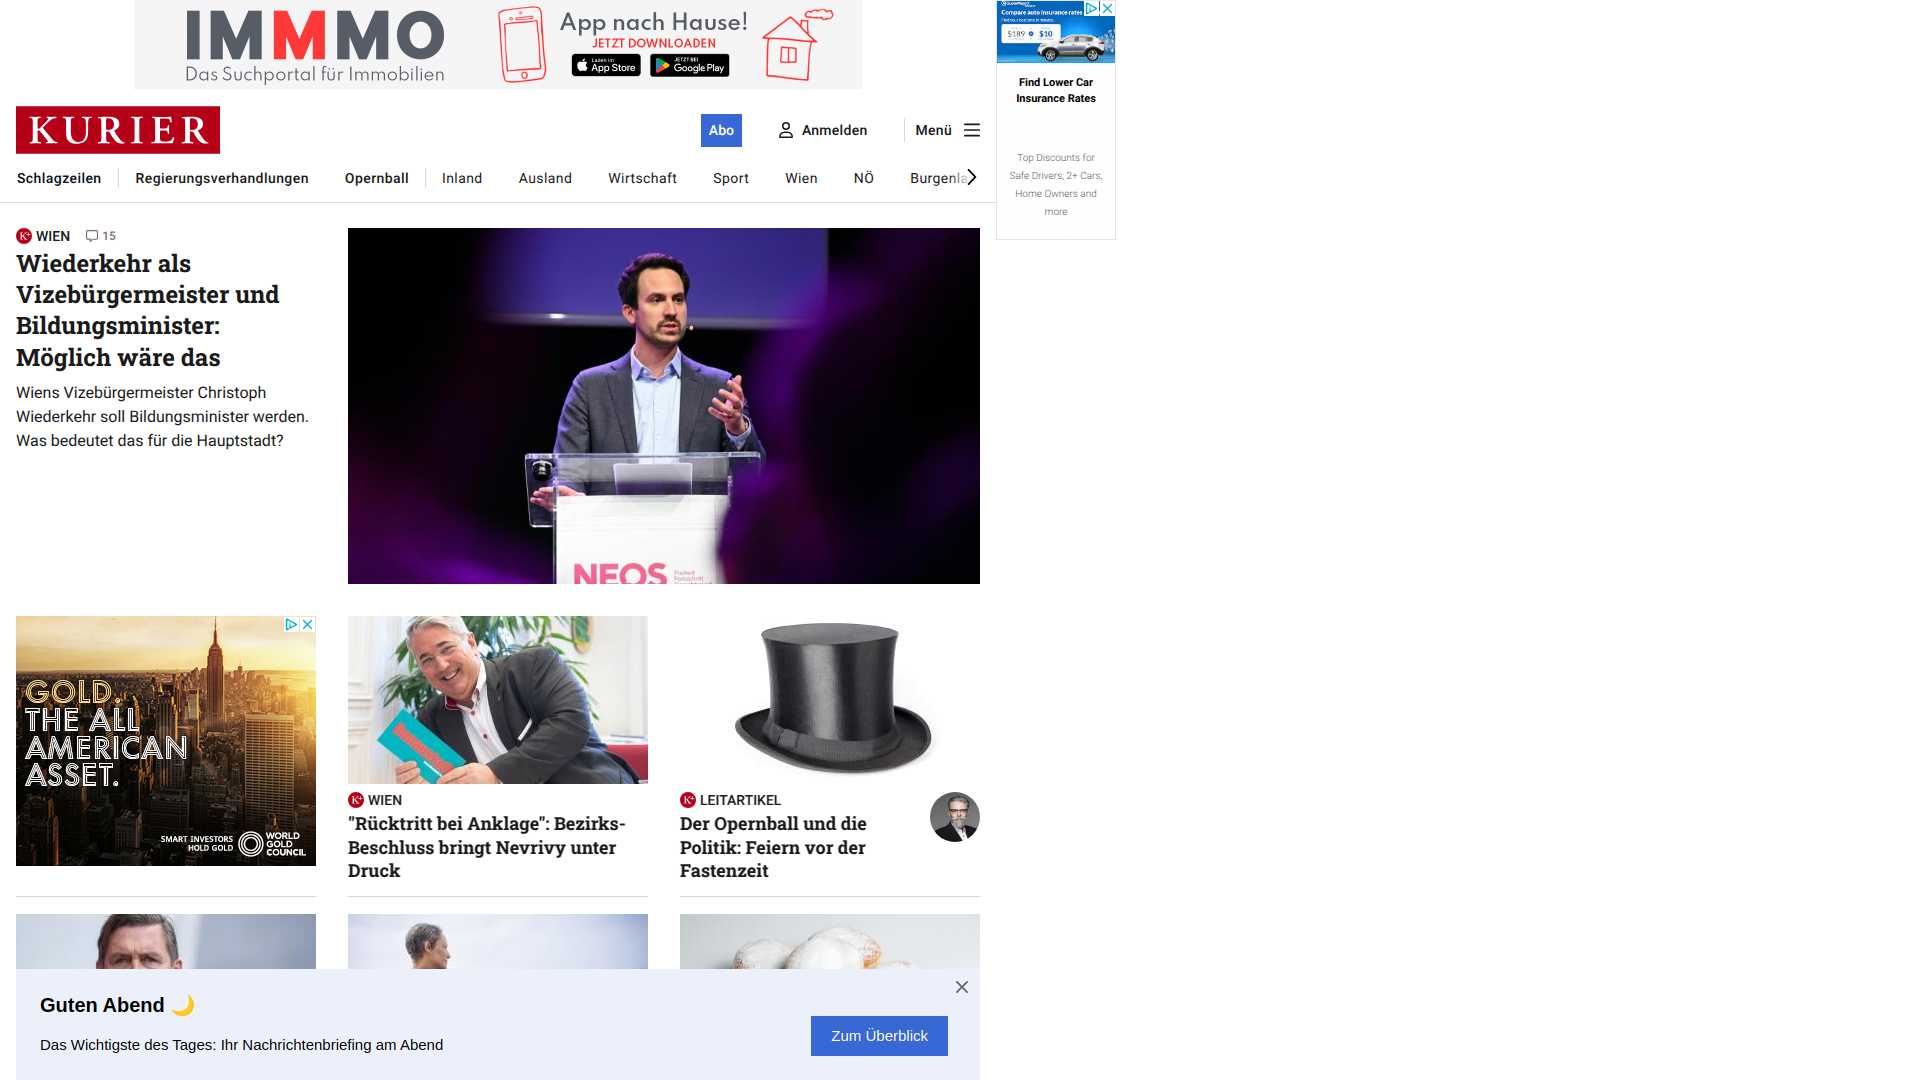 IMMMO
Das Suchportal für Immobilien
App nach Hause!
JETZT DOWNLOADEN
Laden im
App Store
JETZT BEI
Google Play
Compare auto insurance rates
$189
$10
Find Lower Car
Insurance Rates
Top Discounts for
Safe Drivers, 2+ Cars,
Home Owners and
more
KURIER
Abo
Anmelden
Menü
Schlagzeilen
Regierungsverhandlungen
Opernball
Inland
Ausland
Wirtschaft
Sport
Wien
NÖ
Burgenla
K+ WIEN 15
Wiederkehr als
Vizebürgermeister und
Bildungsminister:
Möglich wäre das
Wiens Vizebürgermeister Christoph
Wiederkehr soll Bildungsminister werden.
Was bedeutet das für die Hauptstadt?
NEOS
GOLD.
THE ALL
AMERICAN
ASSET.
SMART INVESTORS
HOLD GOLD
WORLD
GOLD
COUNCIL
K+ WIEN
"Rücktritt bei Anklage": Bezirks-
Beschluss bringt Nevrivy unter
Druck
K+ LEITARTIKEL
Der Opernball und die
Politik: Feiern vor der
Fastenzeit
Guten Abend 🌙
Das Wichtigste des Tages: Ihr Nachrichtenbriefing am Abend
Zum Überblick